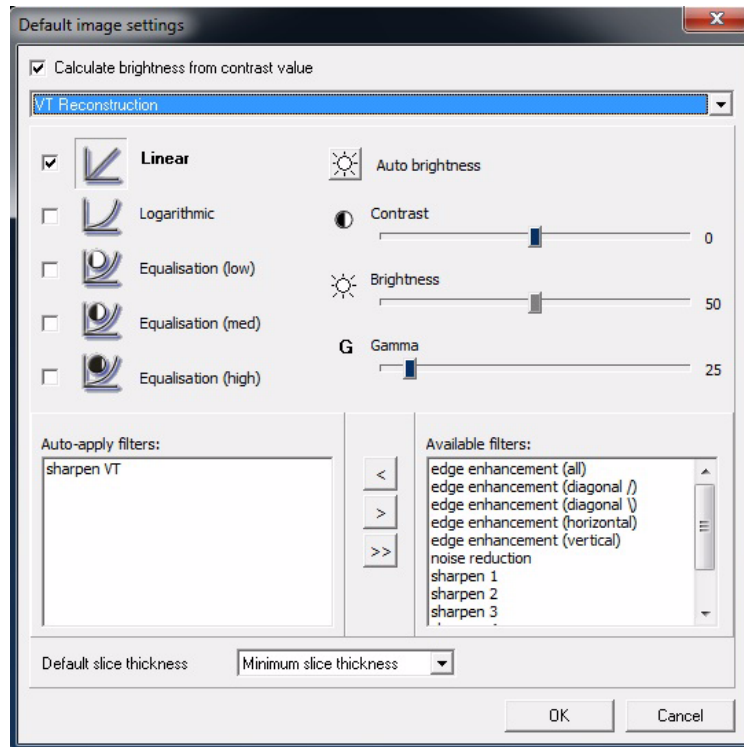 Default image settings
Calculate brightness from contrast value
VT Reconstruction
Linear
Logarithmic
Equalisation (low)
Equalisation (med)
Equalisation (high)
Auto brightness
Contrast
0
Brightness
50
G Gamma
25
Auto-apply filters:
sharpen VT
<
>
>>
Available filters:
edge enhancement (all)
edge enhancement (diagonal /)
edge enhancement (diagonal \)
edge enhancement (horizontal)
edge enhancement (vertical)
noise reduction
sharpen 1
sharpen 2
sharpen 3
Default slice thickness
Minimum slice thickness
OK
Cancel